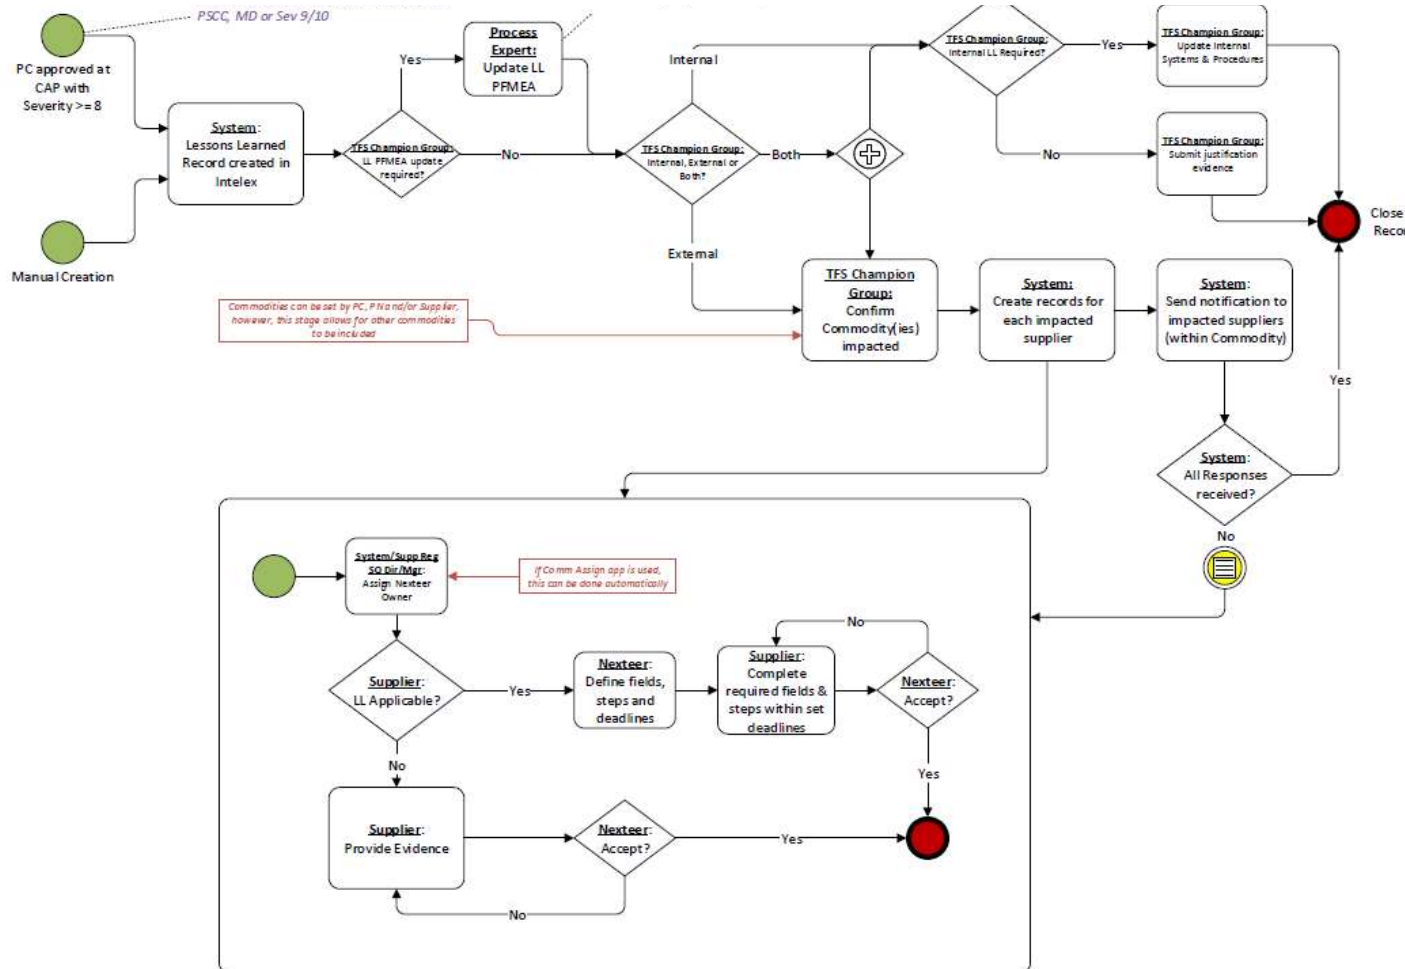 PSCC, MD or Sev 9/10
PC approved at
CAP with
Severity >= 8
Manual Creation
System:
Lessons Learned
Record created in
Intelex
TFS Champion Group:
LL PFMEA update
required?
Yes
No
Process
Expert:
Update LL
PFMEA
TFS Champion Group:
Internal, External or
Both?
Internal
Both
External
TFS Champion Group:
Internal LL Required?
Yes
No
TFS Champion Group:
Update Internal
Systems & Procedures
TFS Champion Group:
Submit justification
evidence
Close
Commodities can be set by PC, PN and/or Supplier,
however, this stage allows for other commodities
to be included
TFS Champion
Group:
Confirm
Commodity(ies)
impacted
System:
Create records for
each impacted
supplier
System:
Send notification to
impacted suppliers
(within Commodity)
Yes
System:
All Responses
received?
No
System/Supp Reg
SQ Dir/Mgr:
Assign Nexteer
Owner
If Comm Assign app is used,
this can be done automatically
Supplier:
LL Applicable?
Yes
Nexteer:
Define fields,
steps and
deadlines
Supplier:
Complete
required fields &
steps within set
deadlines
No
Nexteer:
Accept?
Yes
No
Supplier:
Provide Evidence
Nexteer:
Accept?
Yes
No